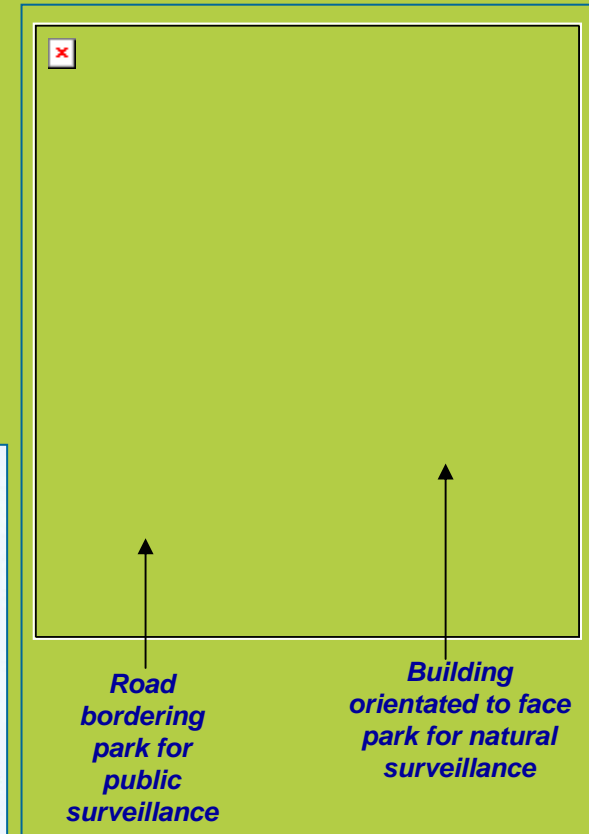 Road
bordering
park for
public
surveillance
Building
orientated to face
park for natural
surveillance